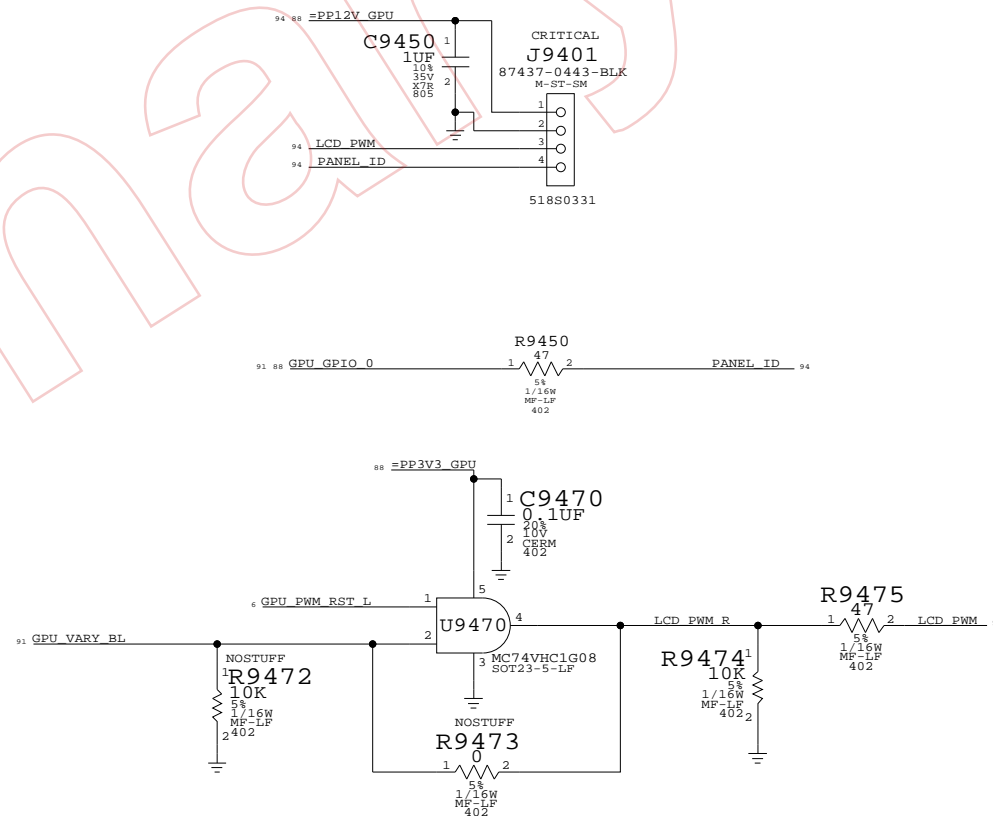 94 88 =PP12V_GPU
C9450
1
1UF
10%
35V
X7R
805
2
CRITICAL
J9401
87437-0443-BLK
M-ST-SM
1
2
94 LCD_PWM 3
94 PANEL_ID 4
518S0331
R9450
47
91 88 GPU_GPIO_0 1 2 PANEL_ID 94
5%
1/16W
MF-LF
402
88 =PP3V3_GPU
1 C9470
0.1UF
20%
10V
2 CERM
402
5
6 GPU_PWM_RST_L 1
U9470 4
91 GPU_VARY_BL 2
3 MC74VHC1G08
SOT23-5-LF
LCD_PWM_R
R9475
47
1 2 LCD_PWM
5%
1/16W
MF-LF
402
NOSTUFF
1 R9472
10K
5%
1/16W
MF-LF
2 402
R9474 1
10K
5%
1/16W
MF-LF
402 2
NOSTUFF
R9473
0
1 2
5%
1/16W
MF-LF
402